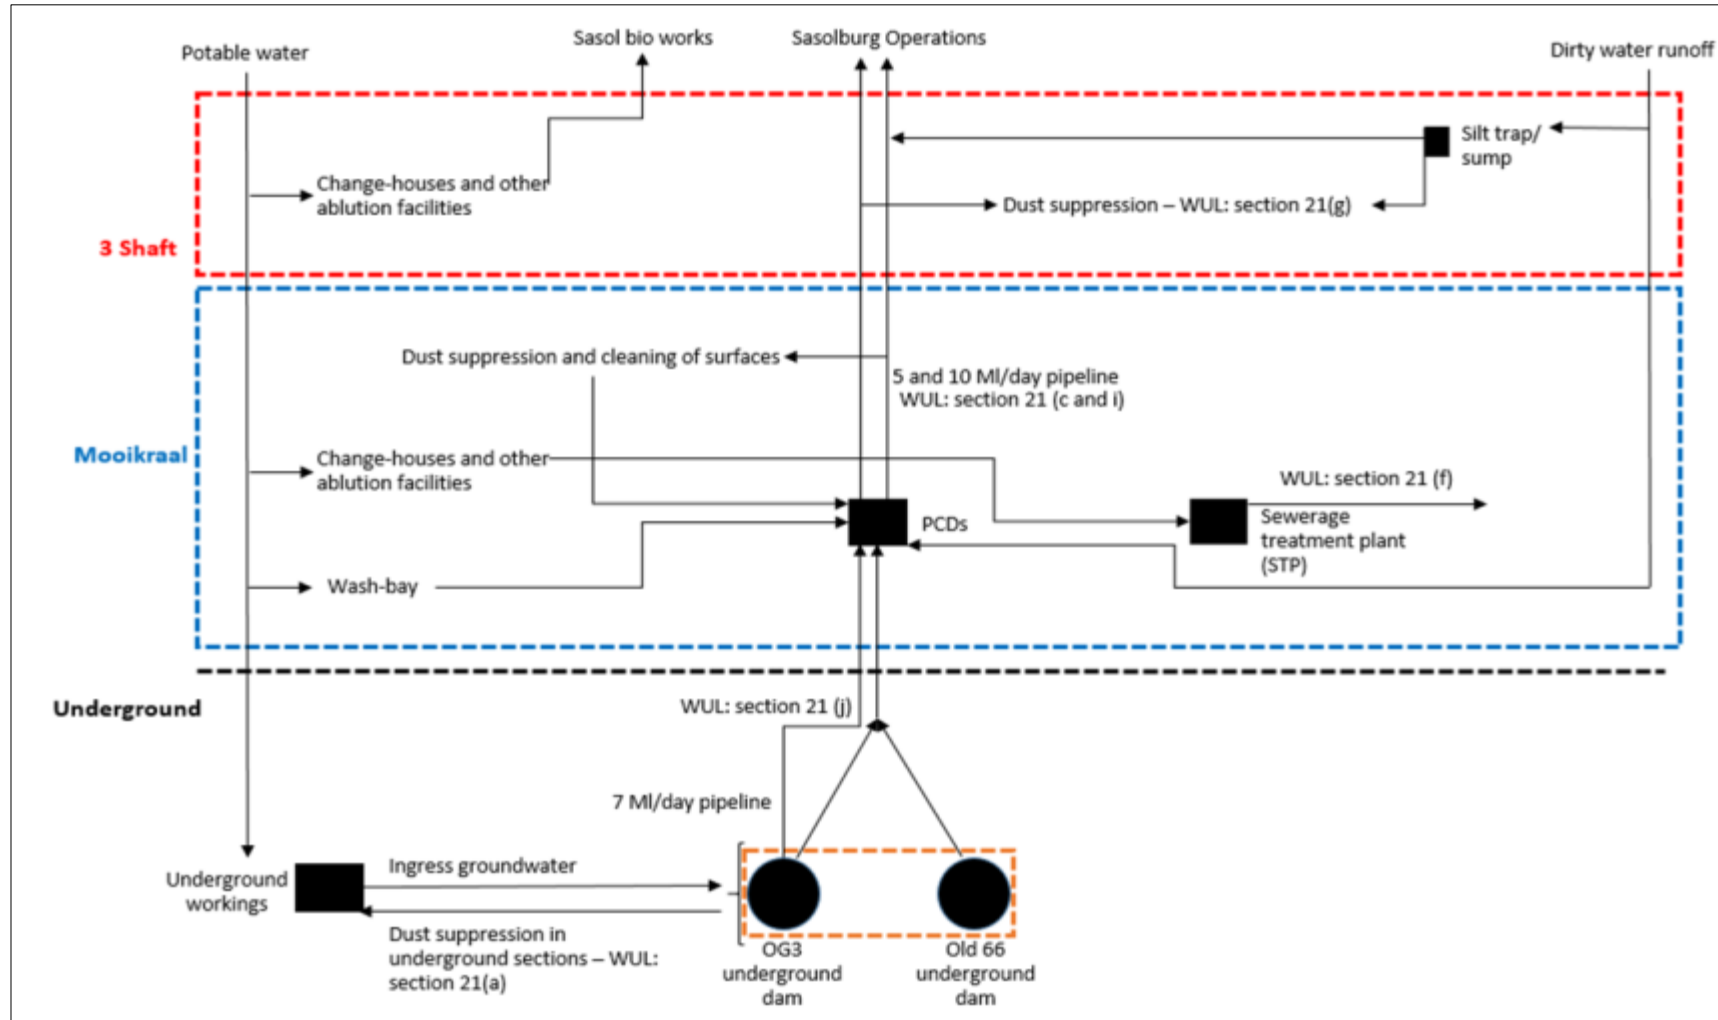 Potable water
Sasol bio works
Sasolburg Operations
Dirty water runoff
Silt trap/
sump
Change-houses and other
ablution facilities
Dust suppression – WUL: section 21(g)
3 Shaft
Dust suppression and cleaning of surfaces
5 and 10 Ml/day pipeline
WUL: section 21 (c and i)
Mooikraal
Change-houses and other
ablution facilities
WUL: section 21 (f)
PCDs
Sewerage
treatment plant
(STP)
Wash-bay
Underground
WUL: section 21 (j)
7 Ml/day pipeline
Underground
workings
Ingress groundwater
Dust suppression in
underground sections – WUL:
section 21(a)
OG3
underground
dam
Old 66
underground
dam